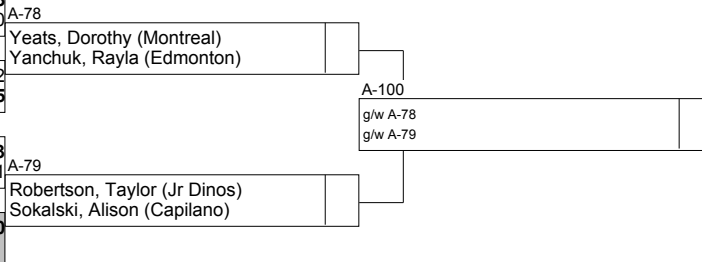 A-78
Yeats, Dorothy (Montreal)
Yanchuk, Rayla (Edmonton)
A-100
g/w A-78
g/w A-79
A-79
Robertson, Taylor (Jr Dinos)
Sokalski, Alison (Capilano)